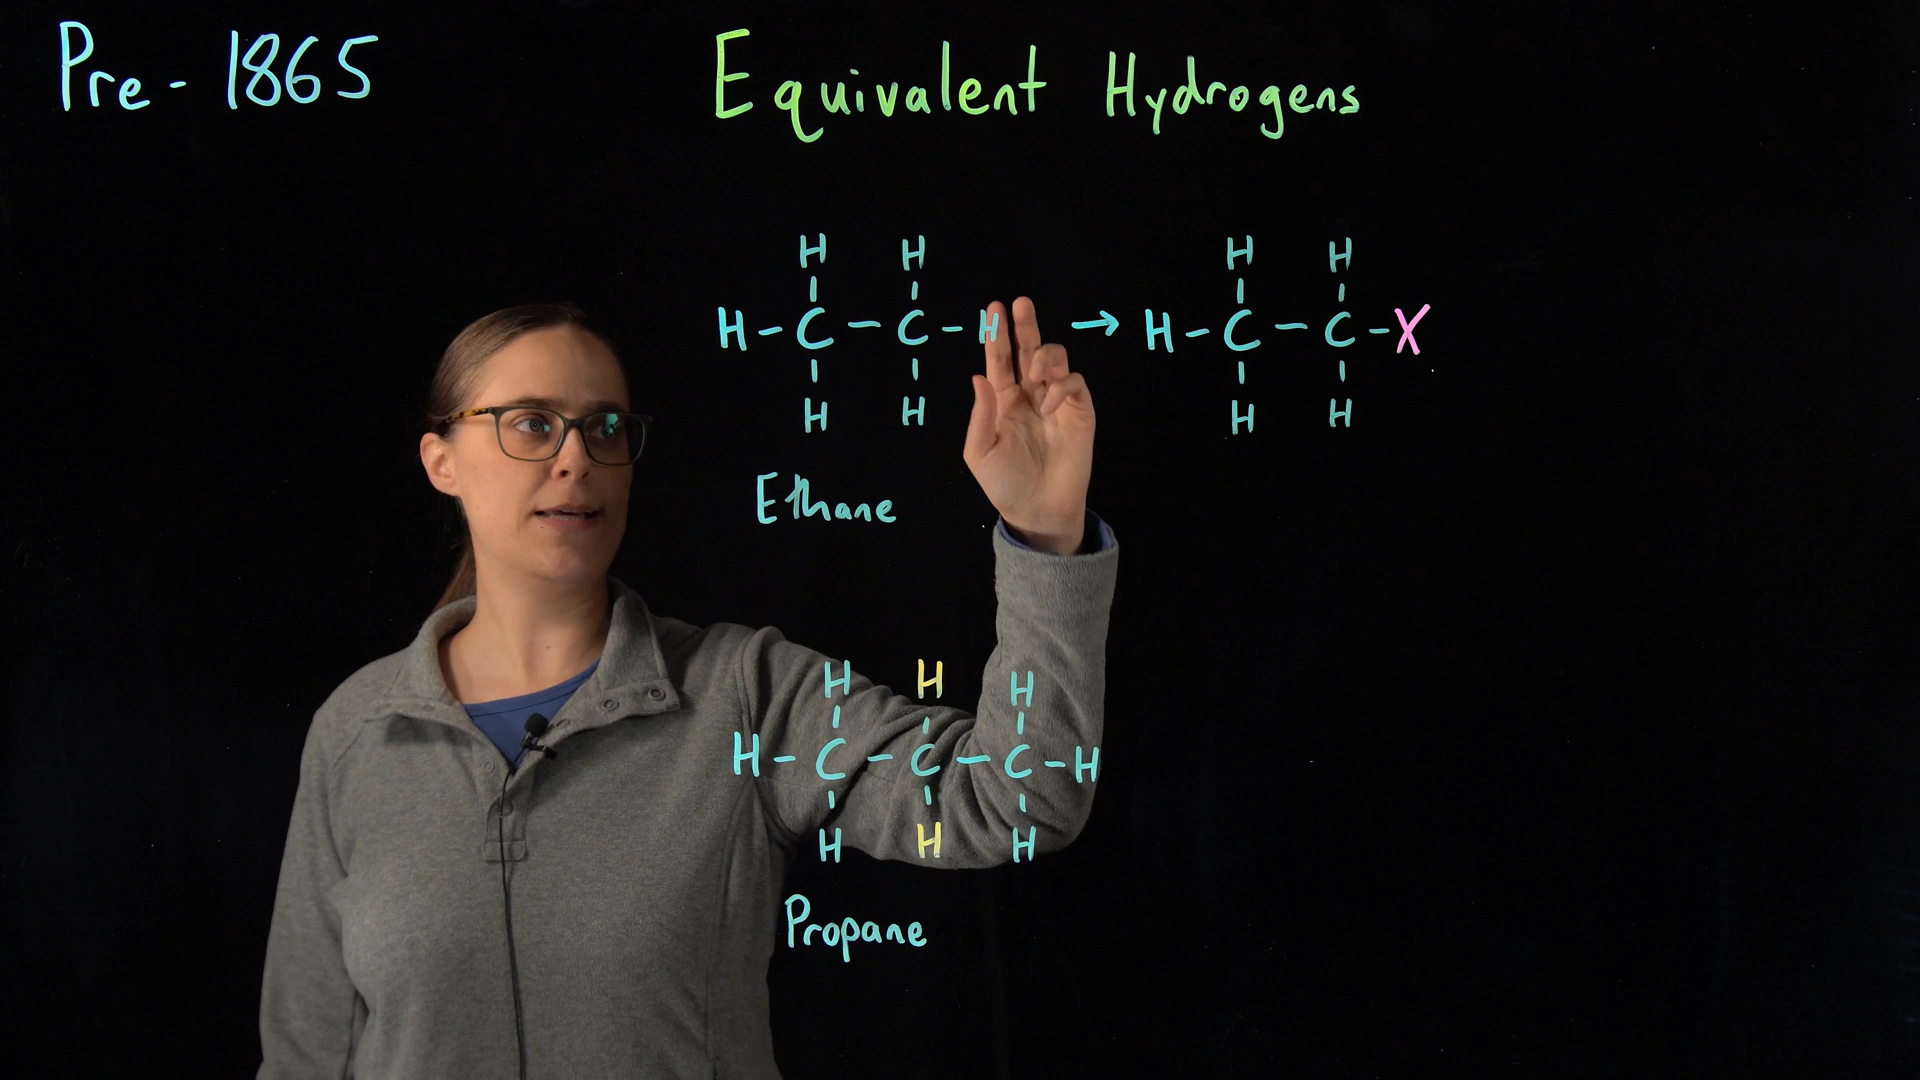 Pre - 1865
Equivalent Hydrogens
H H
H - C - C - H → H - C - C - X
H H
H H
H H
Ethane
H H H
H - C - C - C - H
H H H
Propane